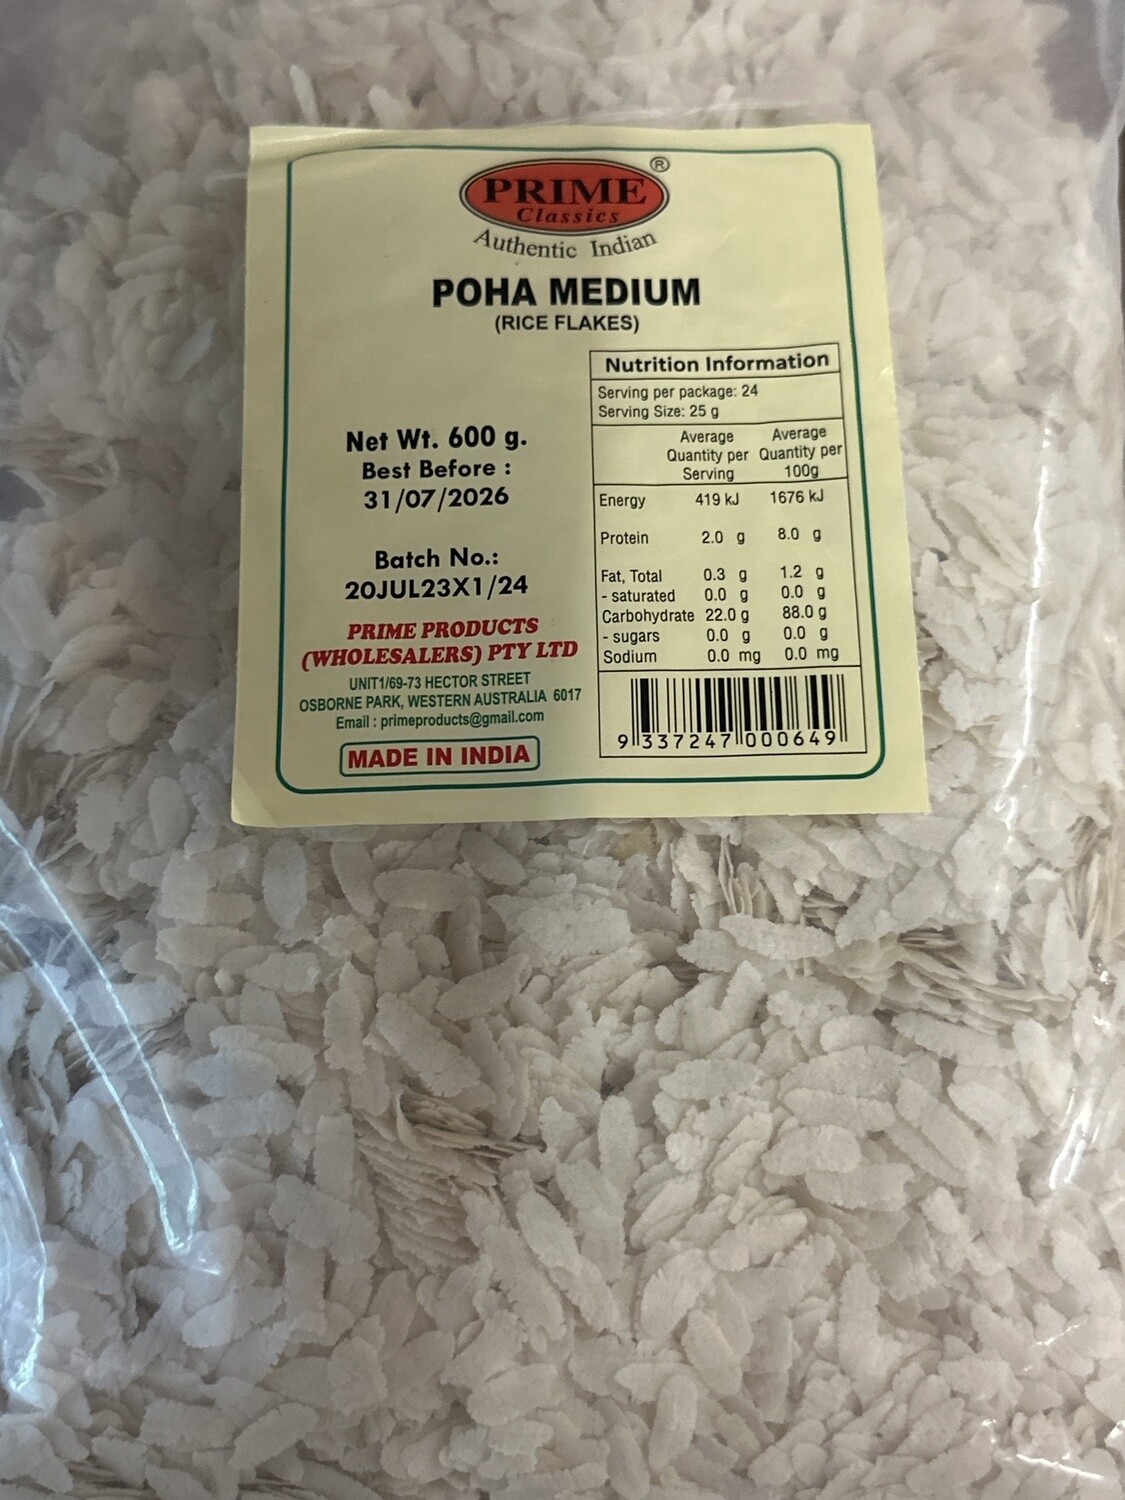 PRIME ®
Classics
Authentic Indian
POHA MEDIUM
(RICE FLAKES)
Net Wt. 600 g.
Best Before :
31/07/2026
Batch No.:
20JUL23X1/24
PRIME PRODUCTS
(WHOLESALERS) PTY LTD
UNIT1/69-73 HECTOR STREET
OSBORNE PARK, WESTERN AUSTRALIA 6017
Email : primeproducts@gmail.com
MADE IN INDIA
Nutrition Information
Serving per package: 24
Serving Size: 25 g
Average Average
Quantity per Quantity per
Serving 100g
Energy 419 kJ 1676 kJ
Protein 2.0 g 8.0 g
Fat, Total 0.3 g 1.2 g
- saturated 0.0 g 0.0 g
Carbohydrate 22.0 g 88.0 g
- sugars 0.0 g 0.0 g
Sodium 0.0 mg 0.0 mg
9 337247 000649